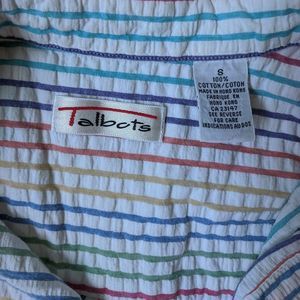 Talbots
S
100%
COTTON/COTON
MADE IN HONG KONG
FABRIQUE EN
HONG KONG
CA 23147
SEE REVERSE
FOR CARE
INDICATIONS AU DOS